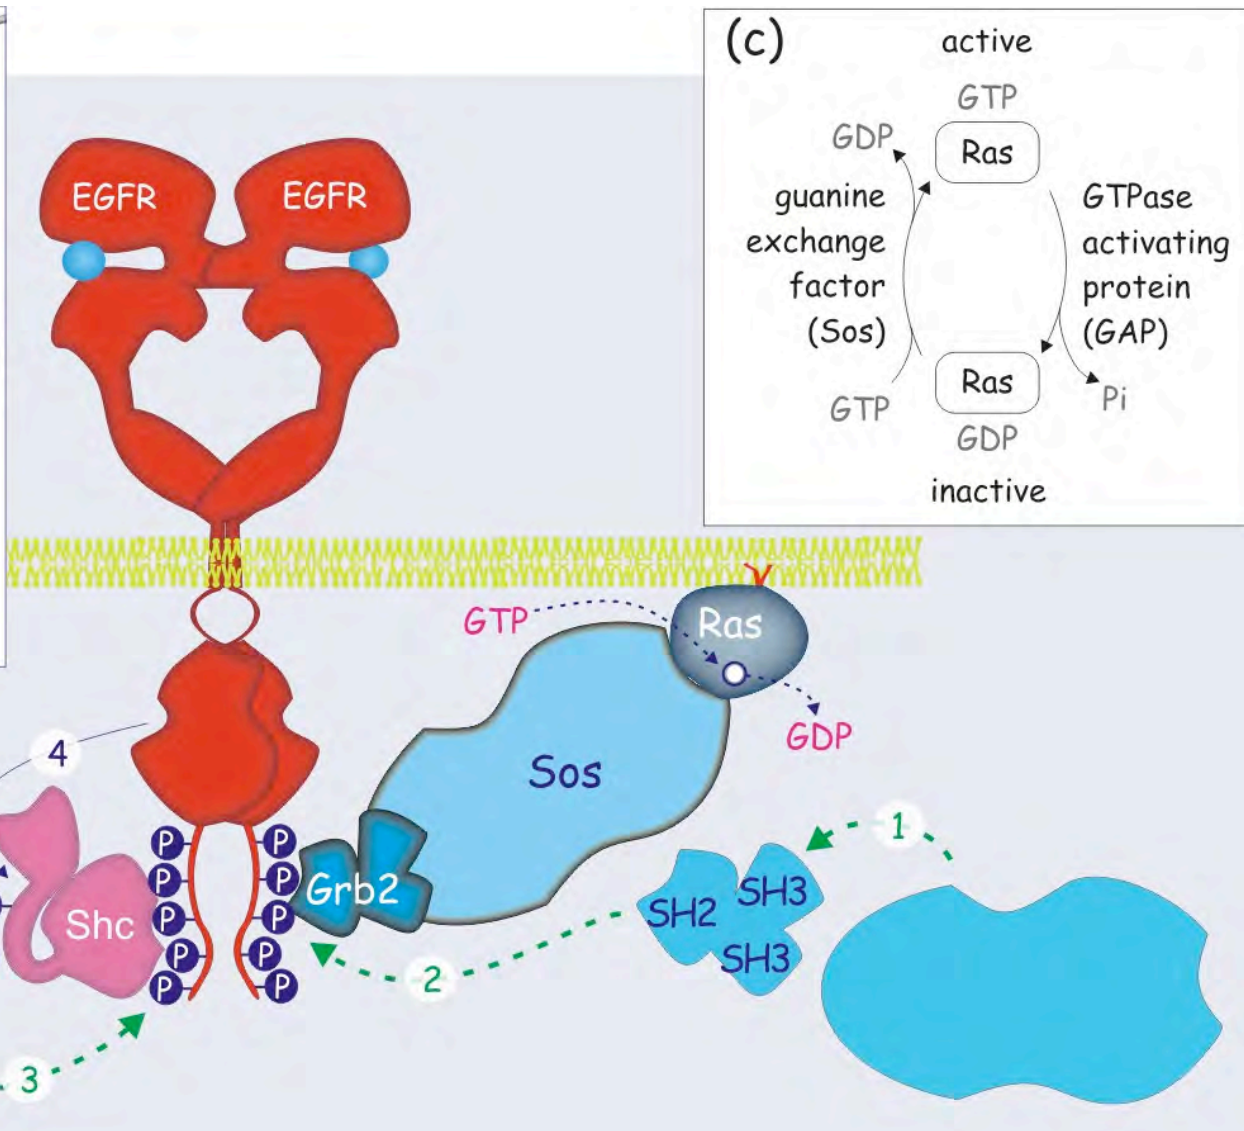 (c)
active
GTP
GDP
Ras
guanine
exchange
factor
(Sos)
GTPase
activating
protein
(GAP)
Ras
GTP
Pi
GDP
inactive
EGFR
EGFR
GTP
Ras
GDP
Sos
4
1
P
P
P
P
P
P
P
P
P
P
Shc
Grb2
SH2
SH3
SH3
2
3